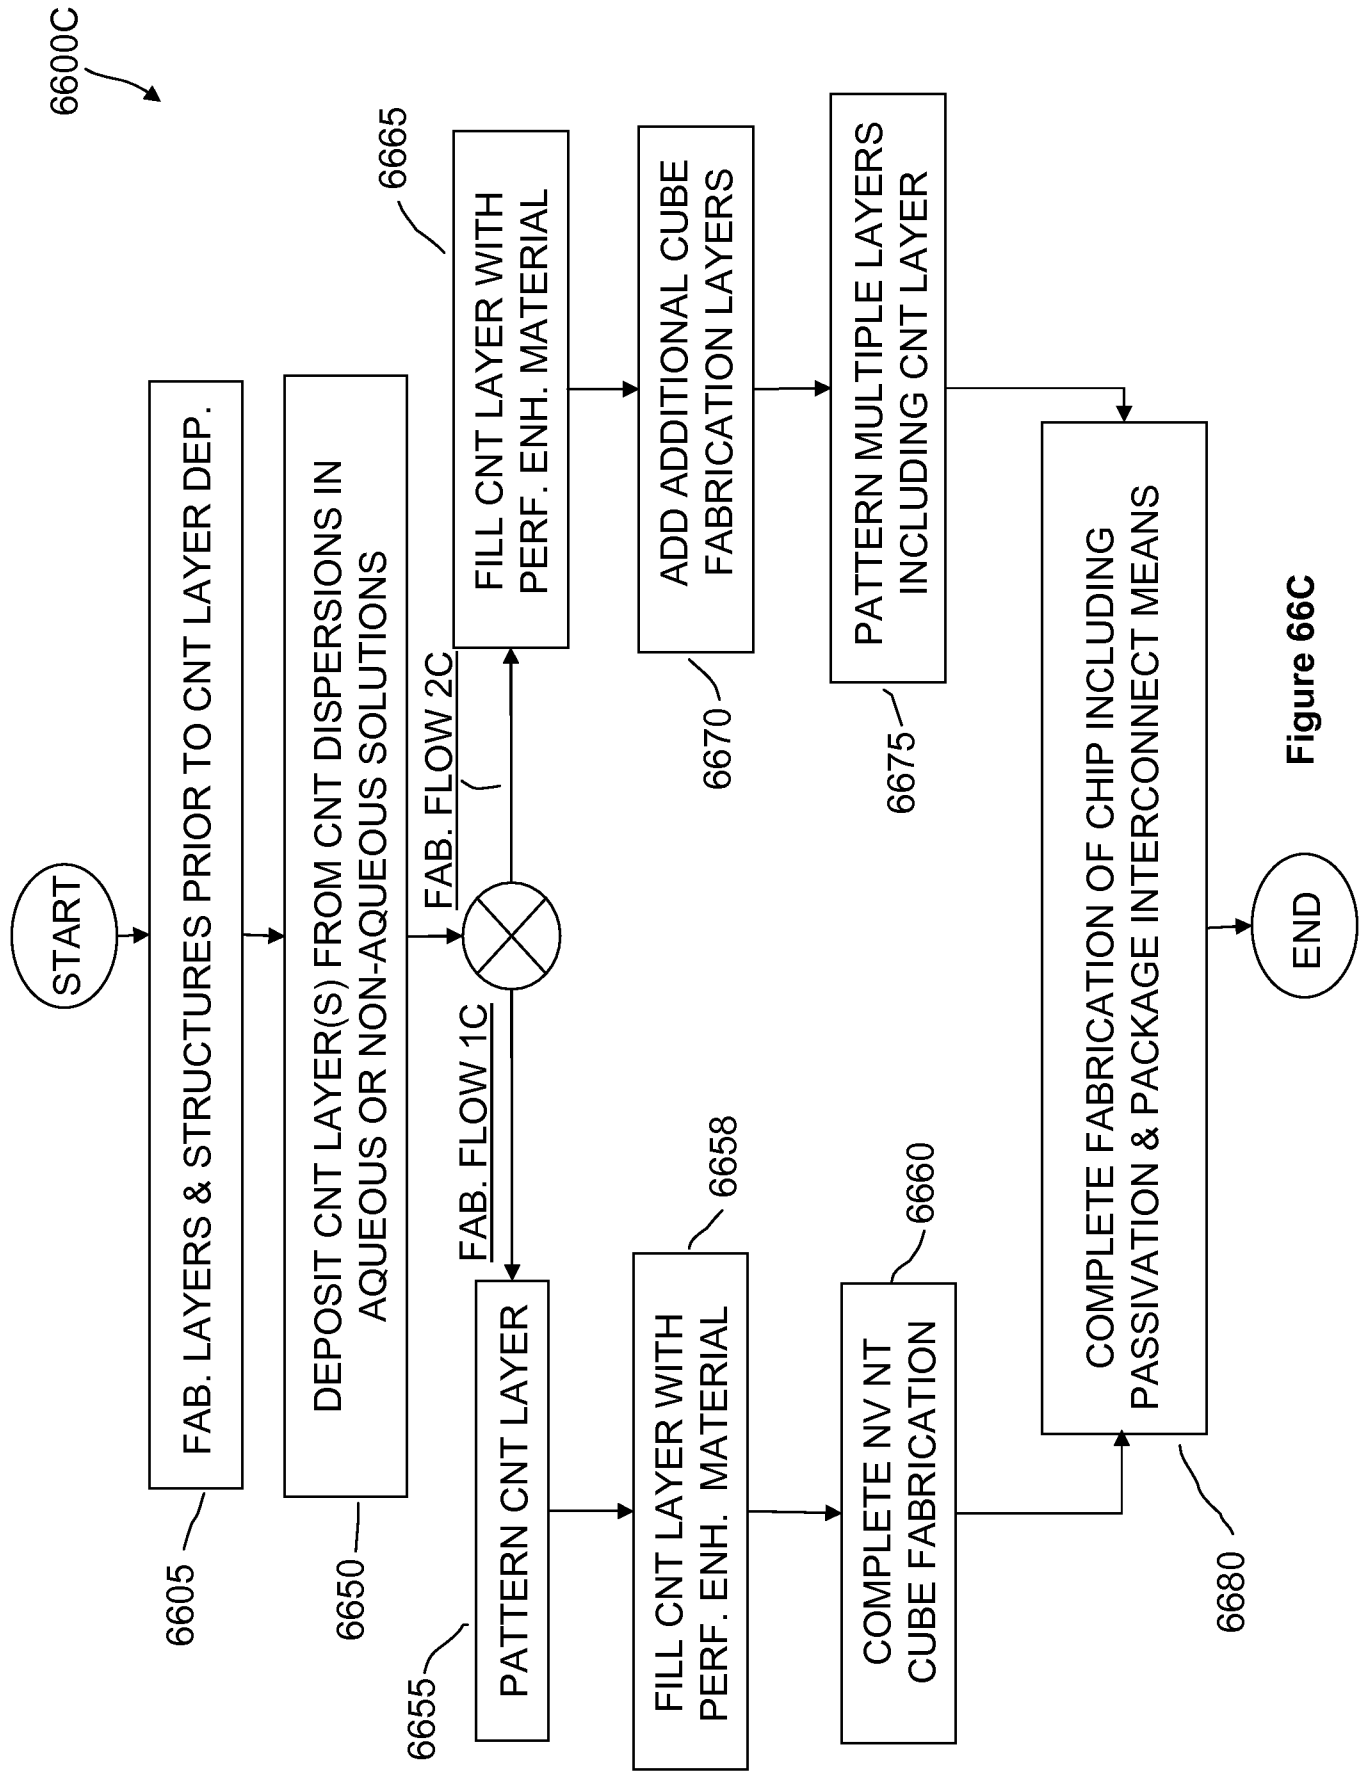 6600C
START
6605
FAB. LAYERS & STRUCTURES PRIOR TO CNT LAYER DEP.
6650
DEPOSIT CNT LAYER(S) FROM CNT DISPERSIONS IN
AQUEOUS OR NON-AQUEOUS SOLUTIONS
FAB. FLOW 1C
FAB. FLOW 2C
6655
PATTERN CNT LAYER
6658
FILL CNT LAYER WITH
PERF. ENH. MATERIAL
6660
COMPLETE NV NT
CUBE FABRICATION
6665
FILL CNT LAYER WITH
PERF. ENH. MATERIAL
6670
ADD ADDITIONAL CUBE
FABRICATION LAYERS
6675
PATTERN MULTIPLE LAYERS
INCLUDING CNT LAYER
6680
COMPLETE FABRICATION OF CHIP INCLUDING
PASSIVATION & PACKAGE INTERCONNECT MEANS
END
Figure 66C